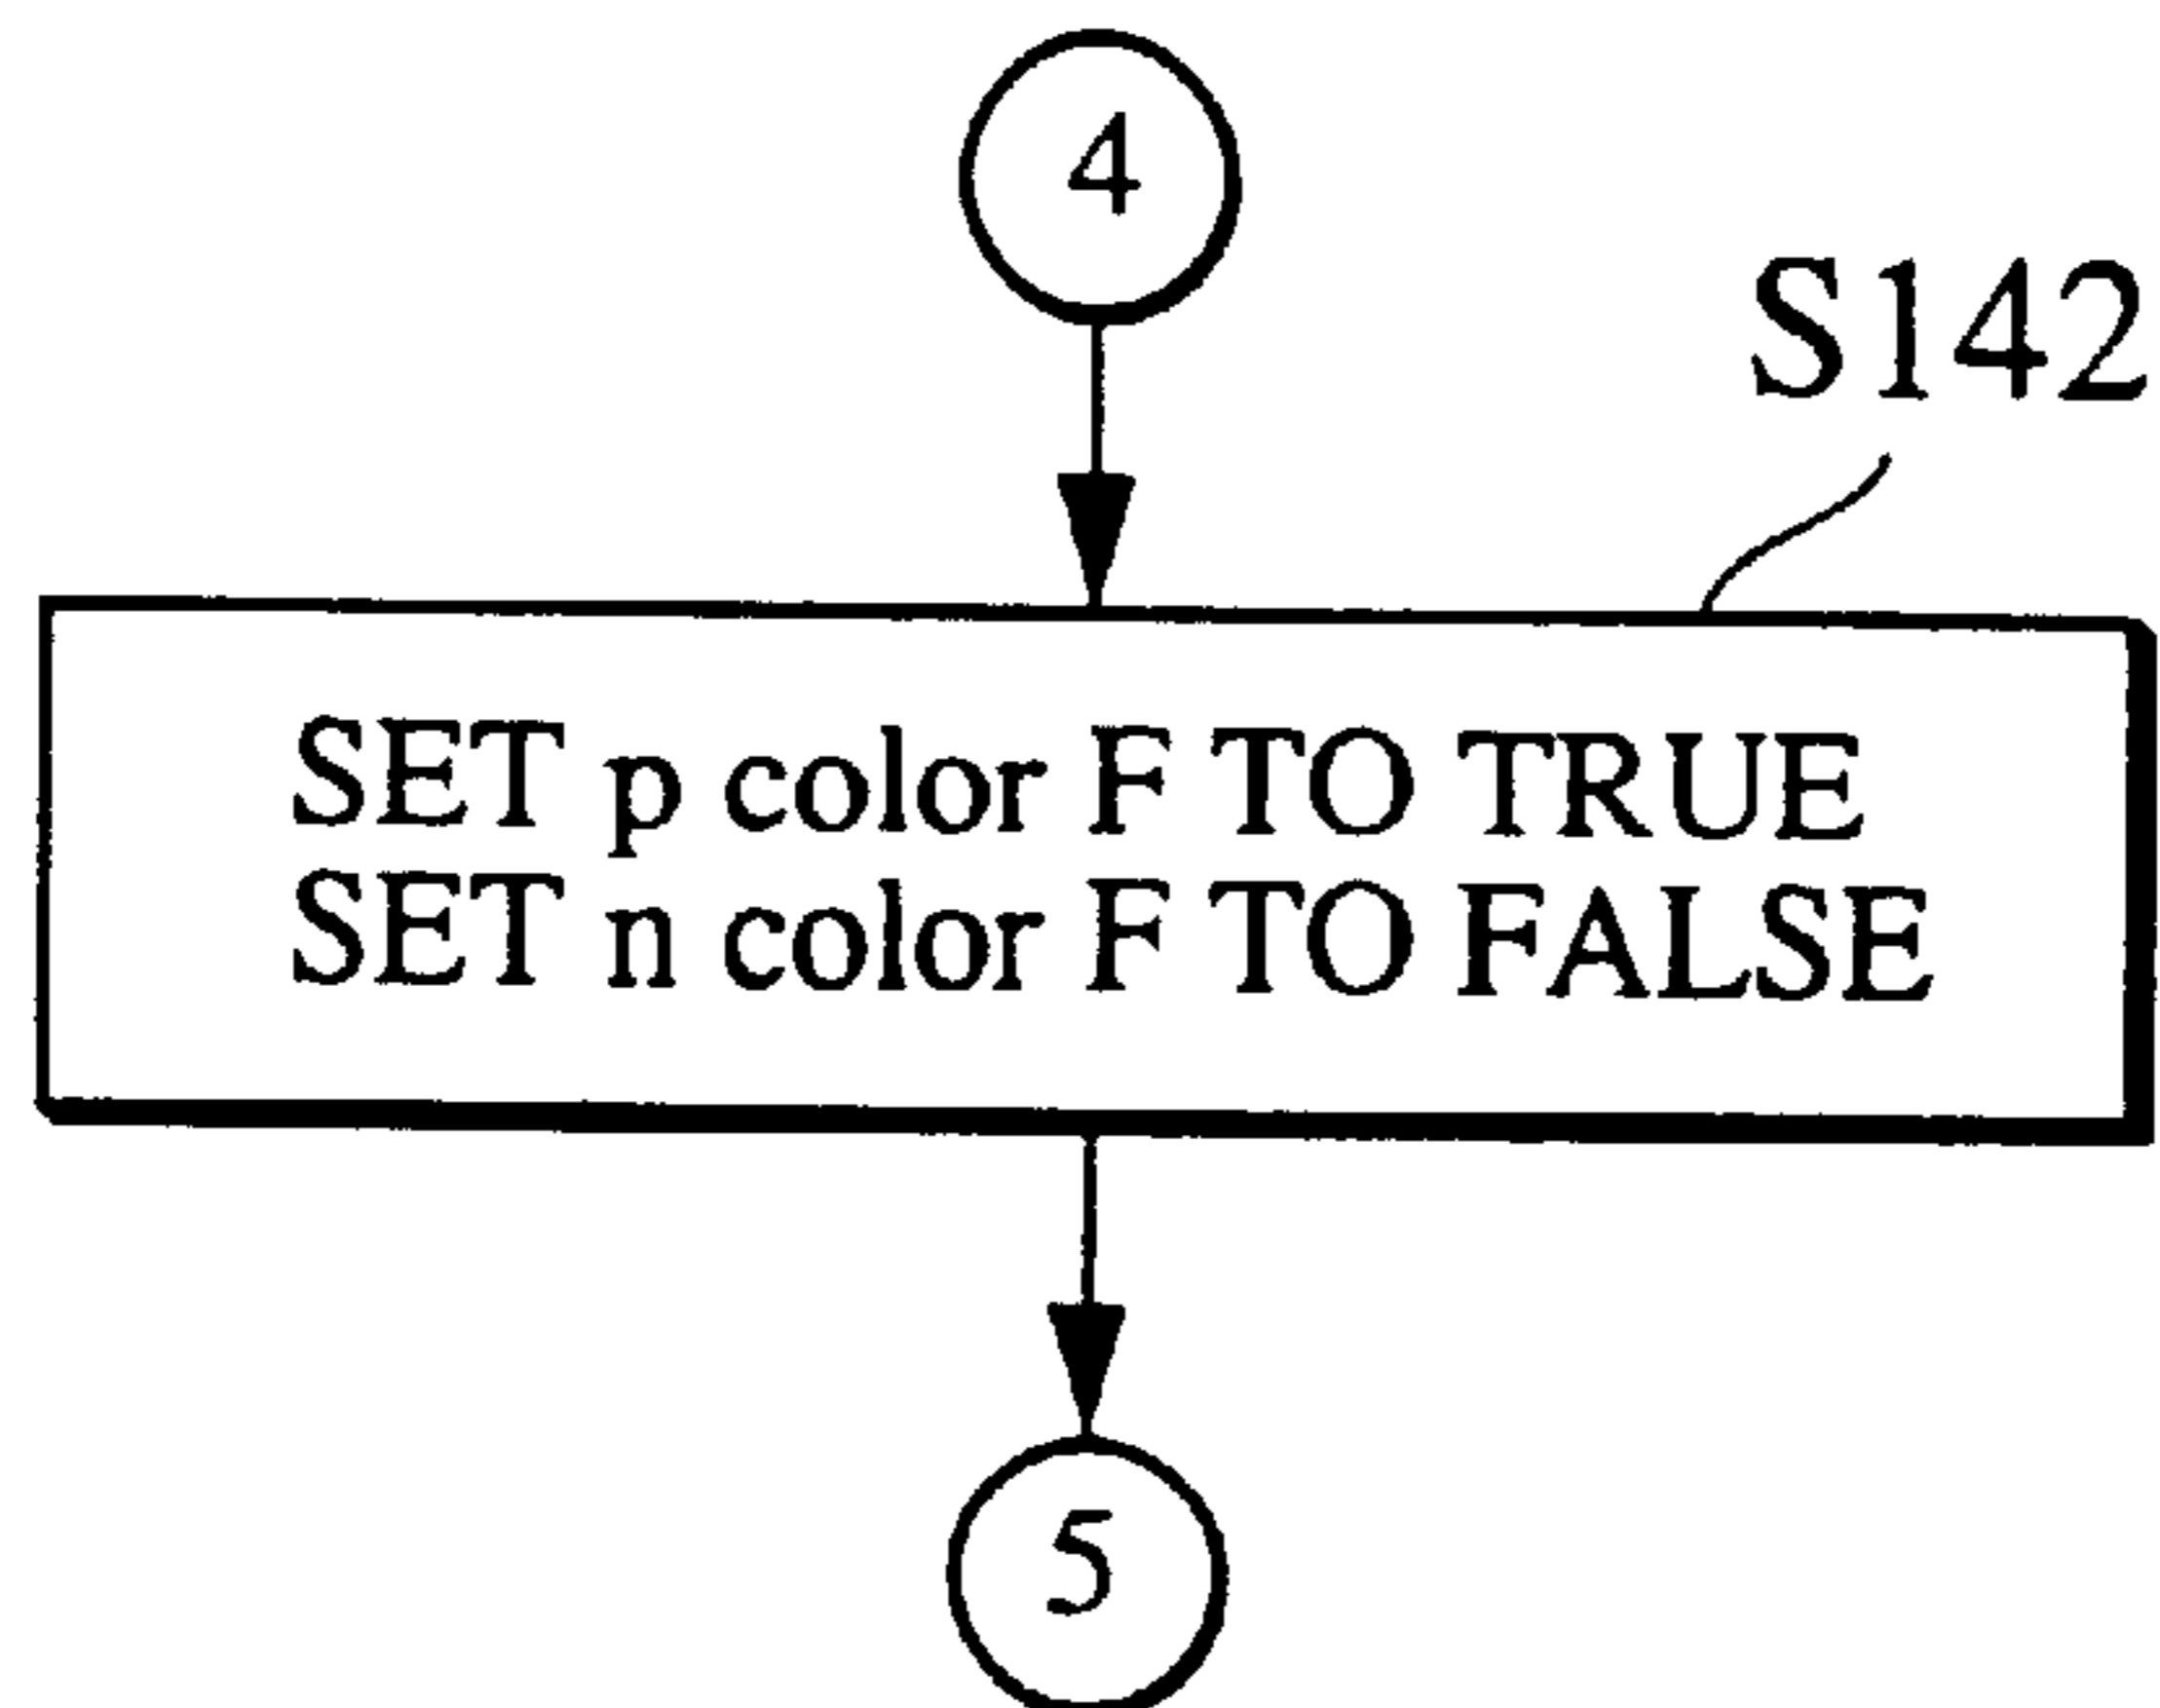 4
S142
SET p color F TO TRUE
SET n color F TO FALSE
5